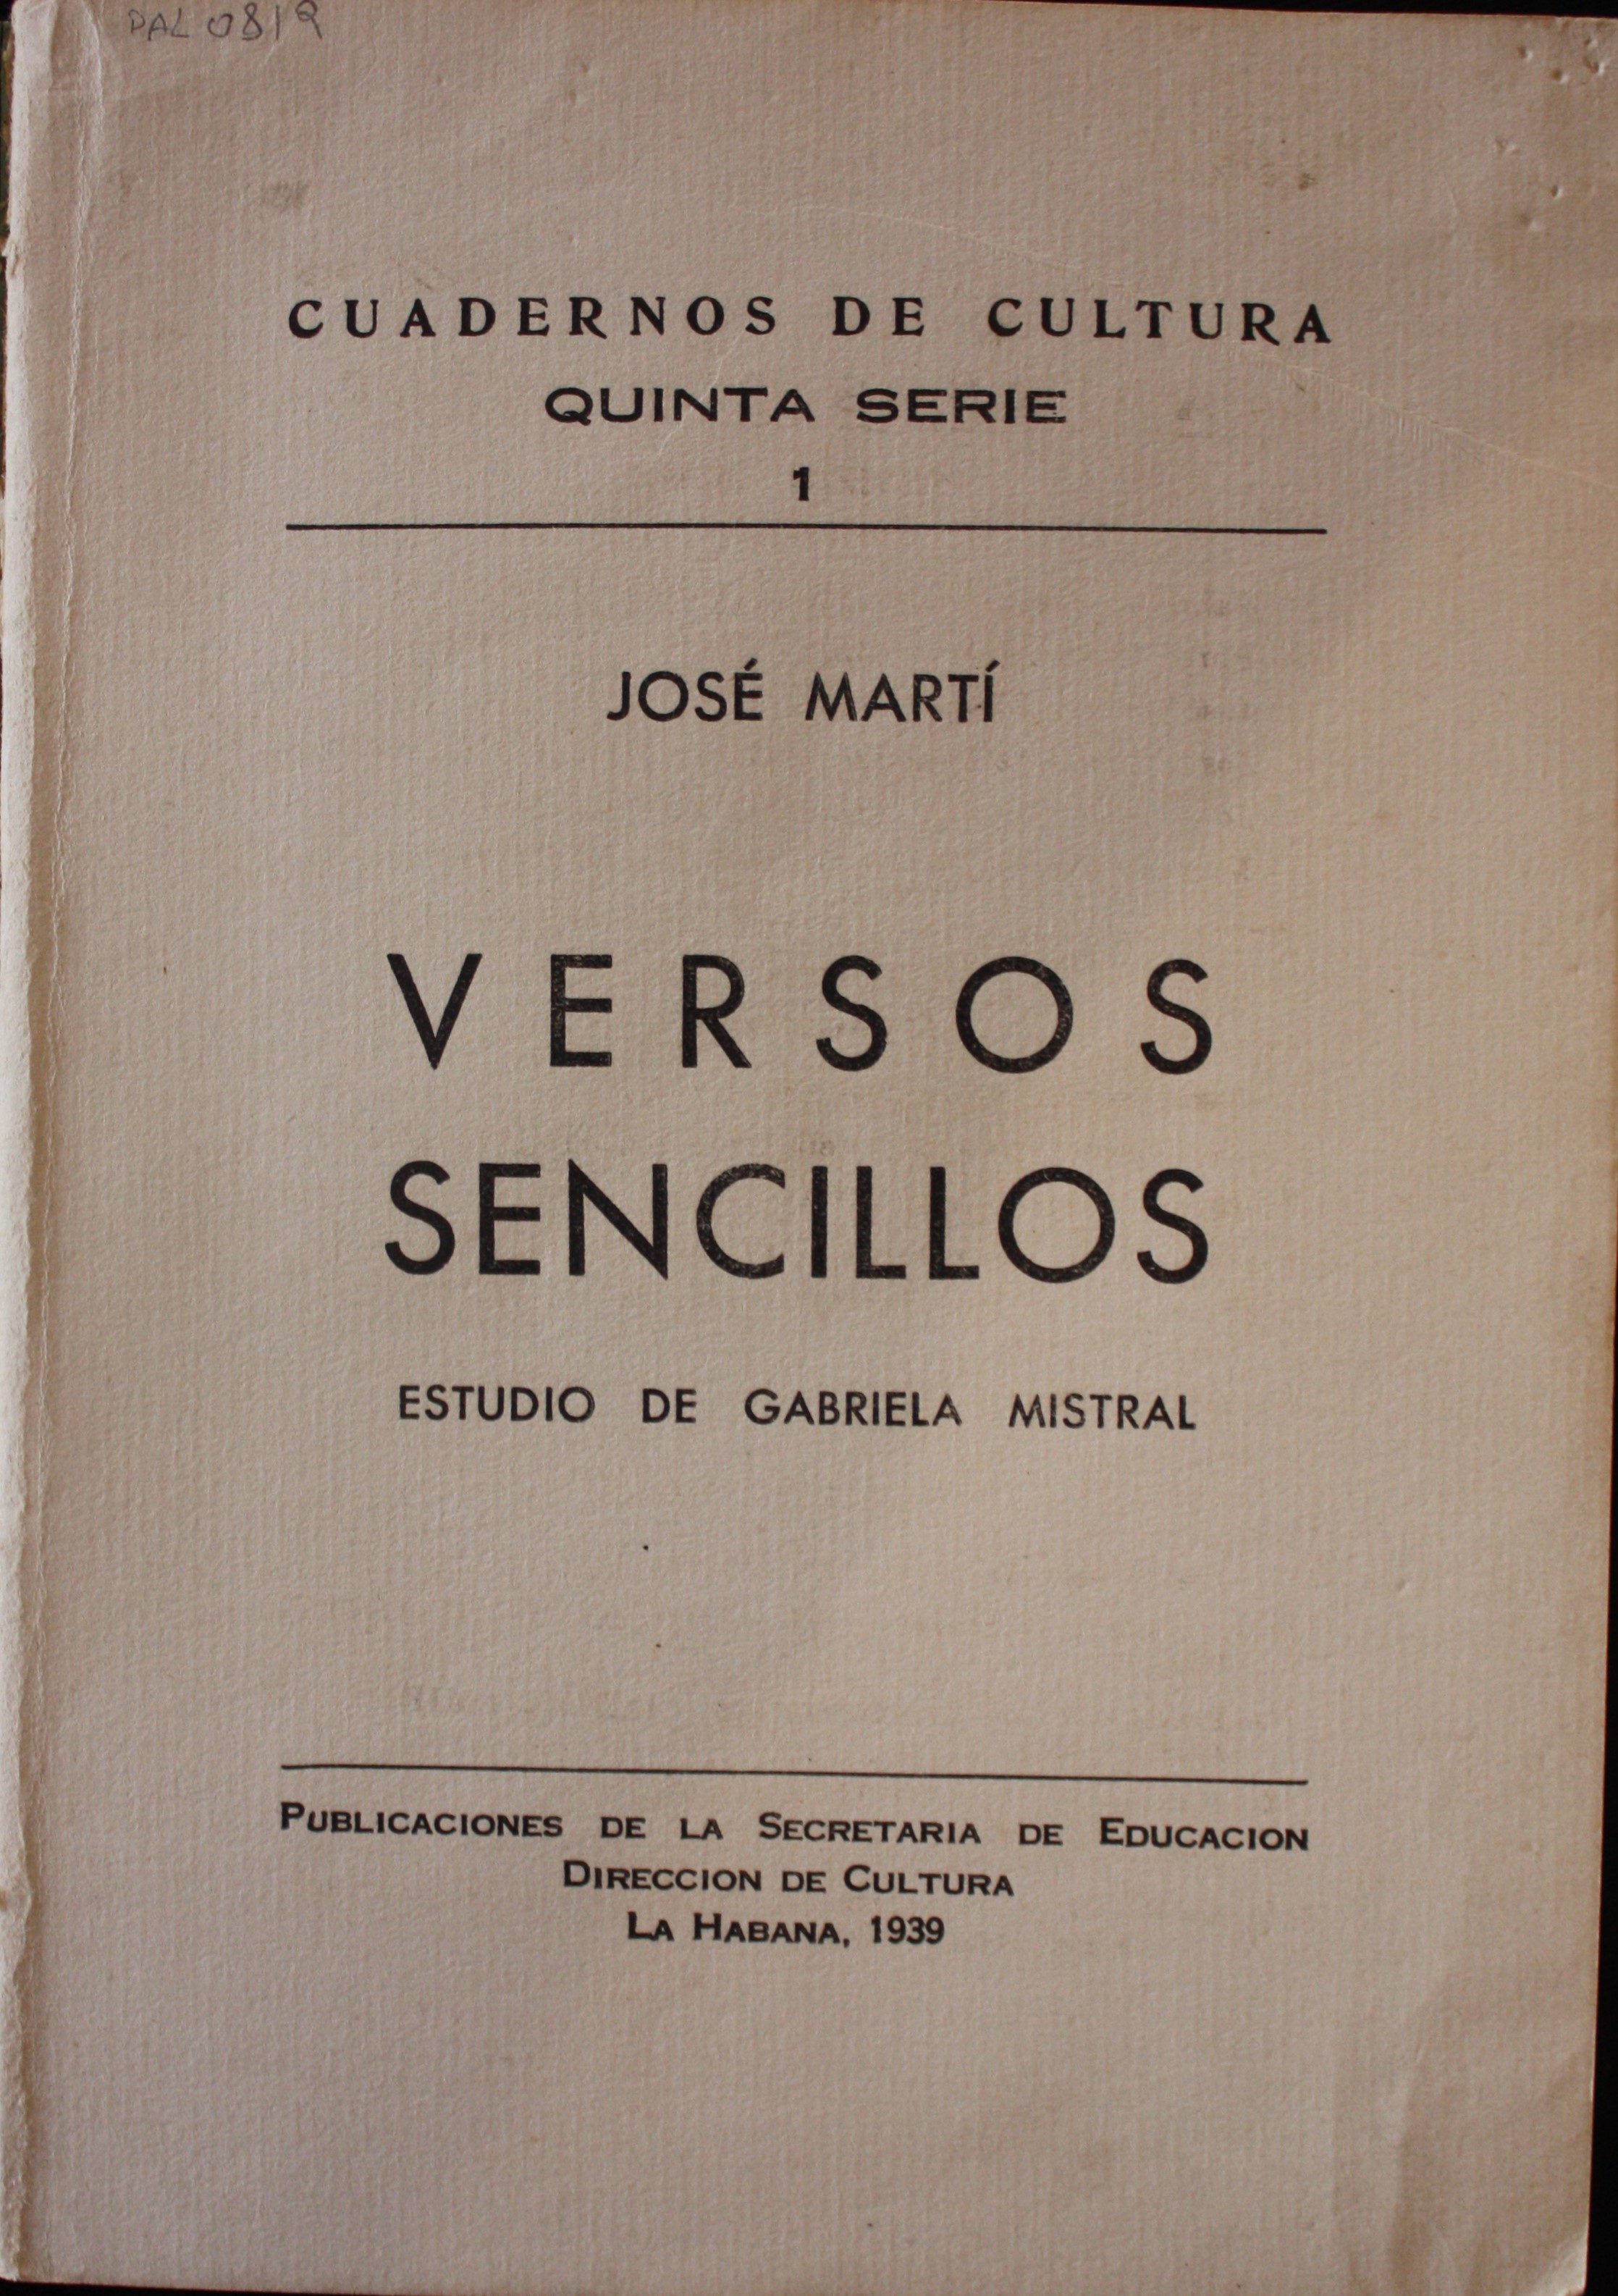 PAL 0819
CUADERNOS DE CULTURA
QUINTA SERIE
1
JOSÉ MARTÍ
VERSOS
SENCILLOS
ESTUDIO DE GABRIELA MISTRAL
PUBLICACIONES DE LA SECRETARIA DE EDUCACION
DIRECCION DE CULTURA
LA HABANA, 1939